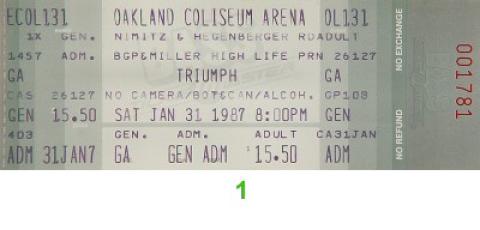 ECOL131 OAKLAND COLISEUM ARENA OL131
1X GEN. NIMITZ & HEGENBERGER RDADULT
1457 ADM. BGP&MILLER HIGH LIFE PRN 26127
GA TRIUMPH GA
CAS 26127 NO CAMERA/BOT&CAN/ALCOH. GP108
GEN 15.50 SAT JAN 31 1987 8:00PM GEN
403 GEN. ADM. ADULT CA31JAN
ADM 31JAN7 GA GEN ADM 15.50 ADM
NO REFUND NO EXCHANGE
001781
1